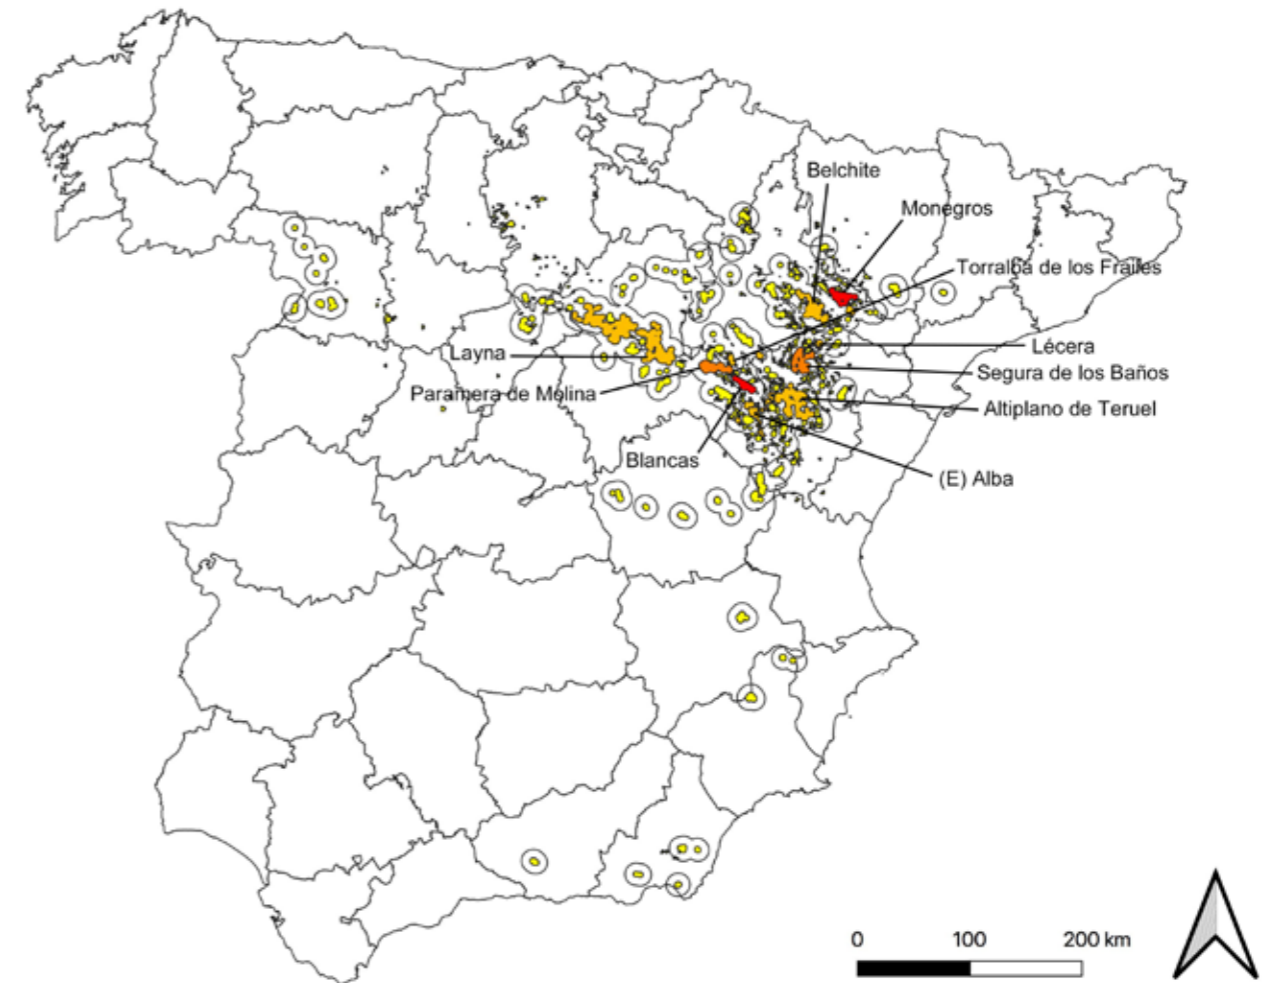 Belchite
Monegros
Torralba de los Frailes
Lécera
Layna
Segura de los Baños
Paramera de Molina
Altiplano de Teruel
Blancas
(E) Alba
0 100 200 km